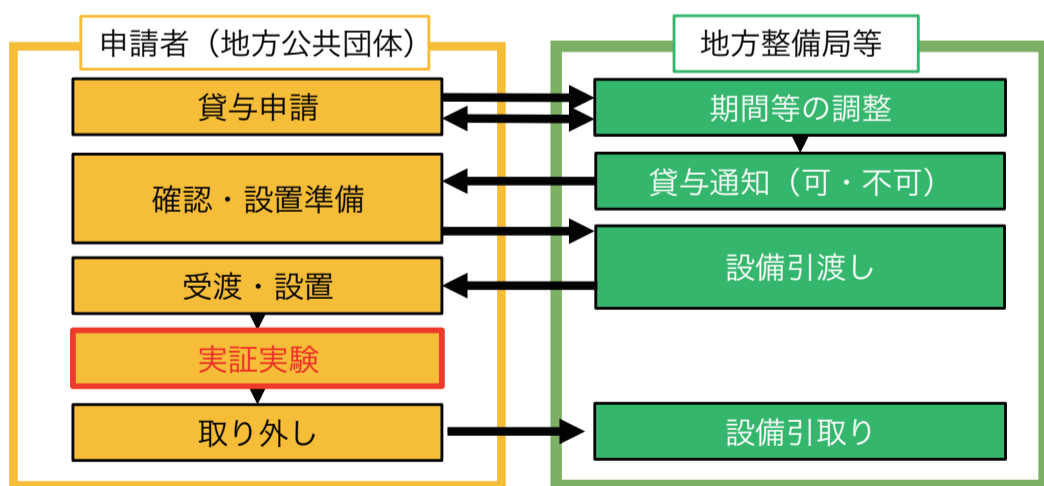 申請者（地方公共団体）
貸与申請
確認・設置準備
受渡・設置
実証実験
取り外し
地方整備局等
期間等の調整
貸与通知（可・不可）
設備引渡し
設備引取り